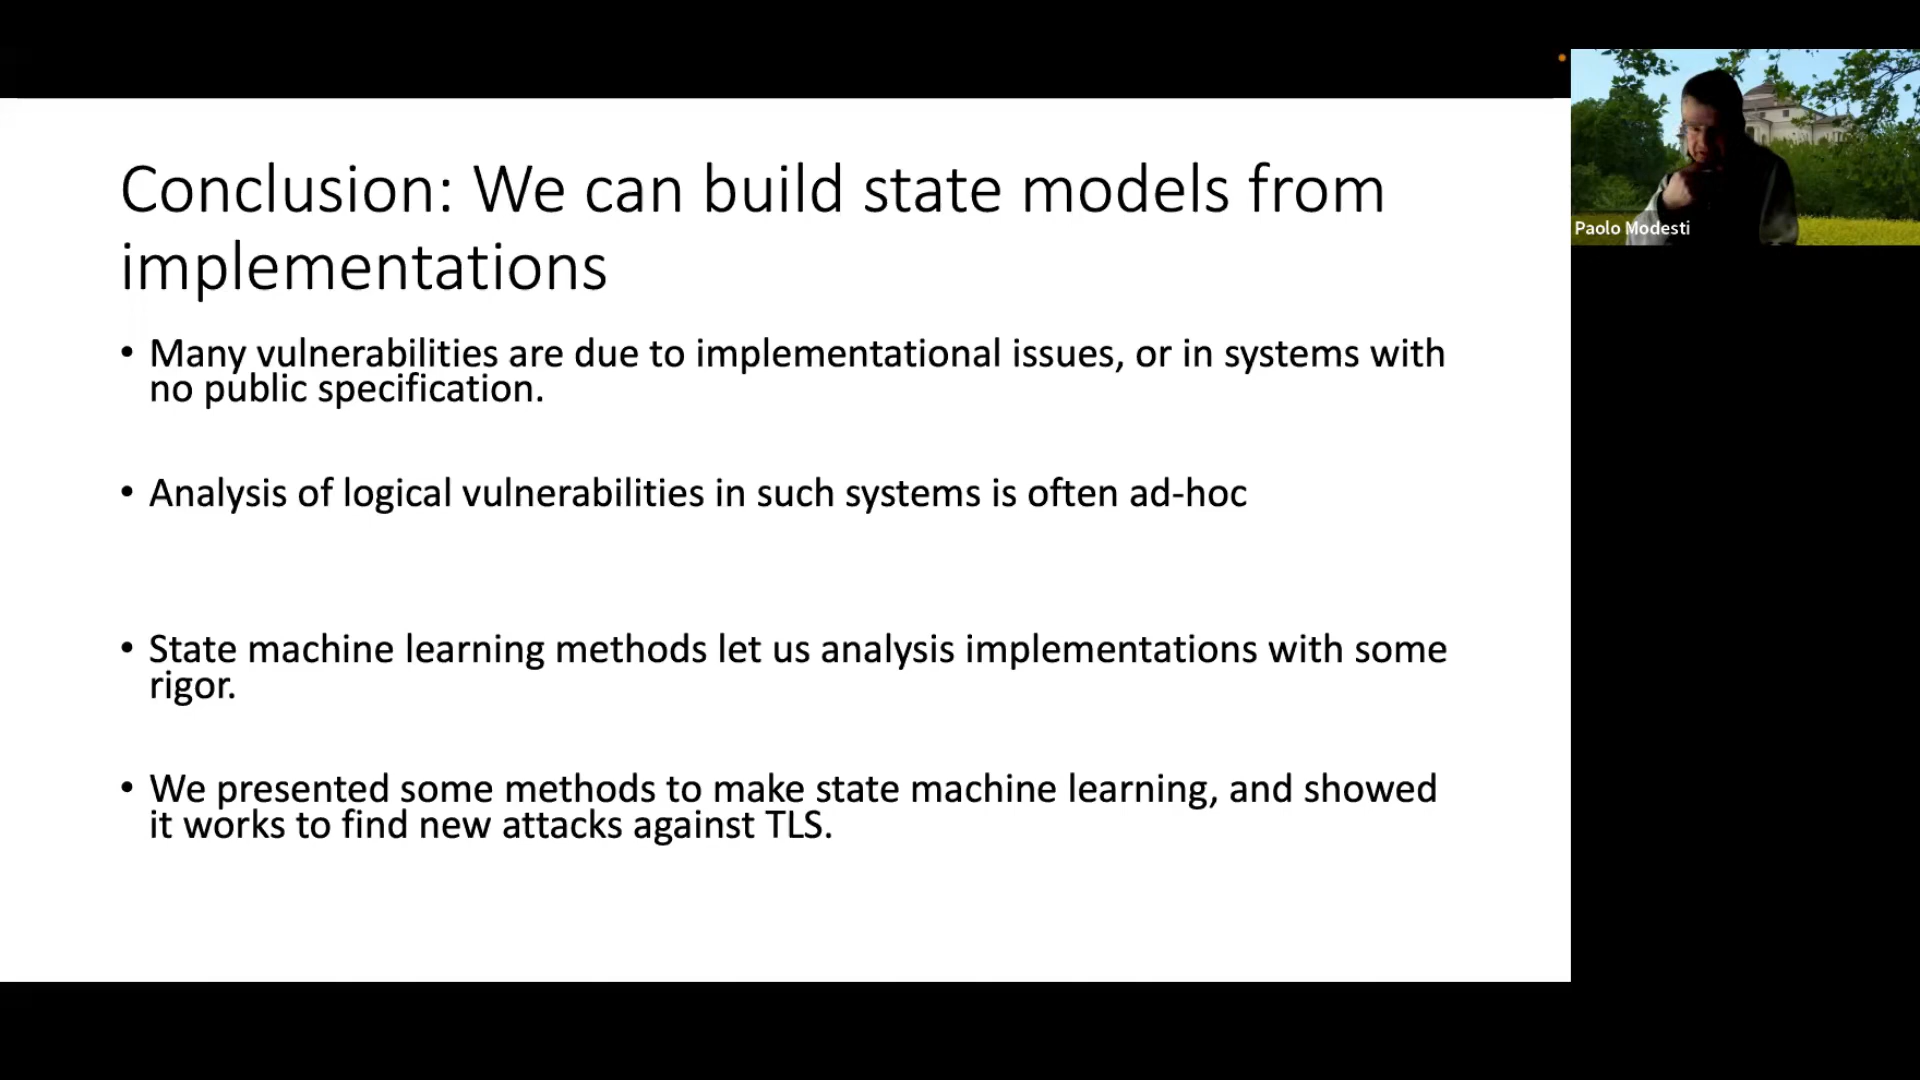 Conclusion: We can build state models from
implementations
• Many vulnerabilities are due to implementational issues, or in systems with
no public specification.
• Analysis of logical vulnerabilities in such systems is often ad-hoc
• State machine learning methods let us analysis implementations with some
rigor.
• We presented some methods to make state machine learning, and showed
it works to find new attacks against TLS.
Paolo Modesti